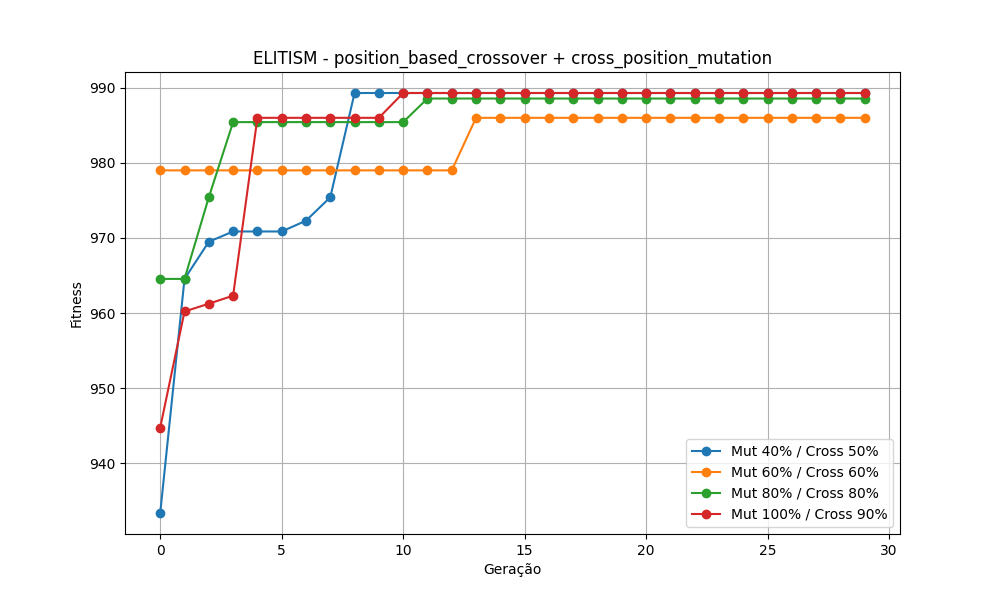 ELITISM - position_based_crossover + cross_position_mutation
990
980
970
960
950
940
Fitness
0
5
10
15
20
25
30
Geração
Mut 40% / Cross 50%
Mut 60% / Cross 60%
Mut 80% / Cross 80%
Mut 100% / Cross 90%